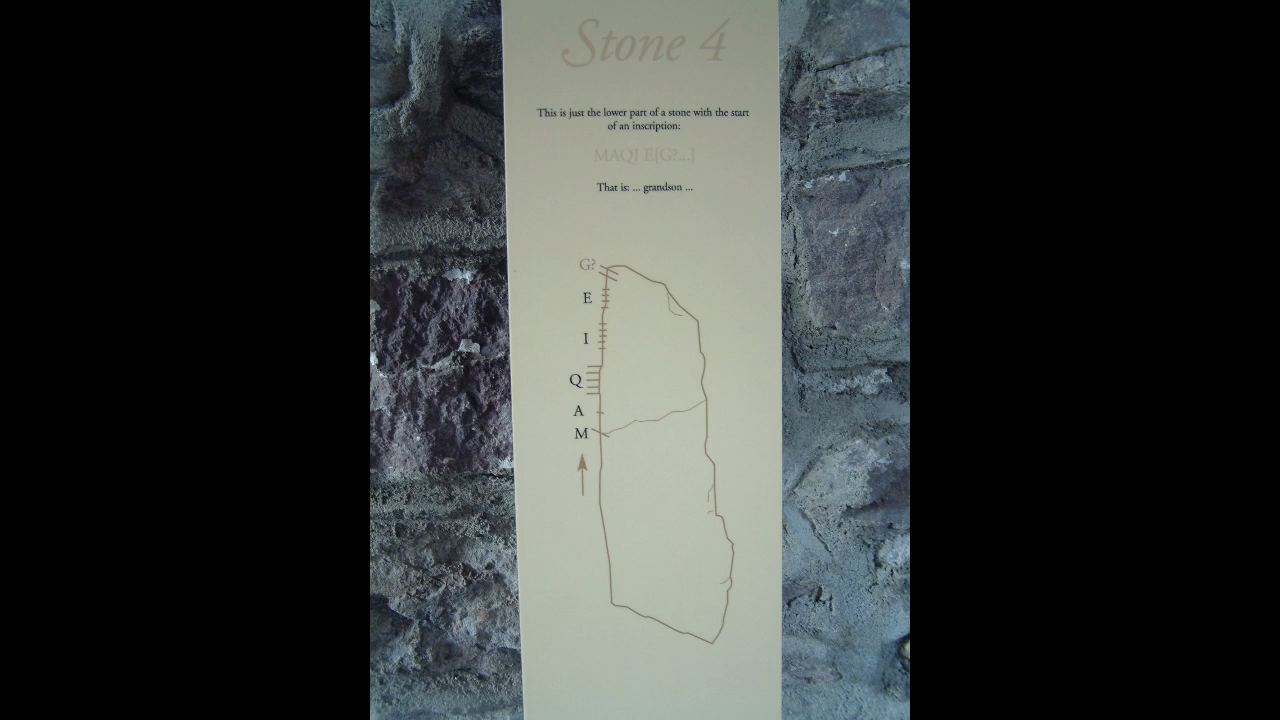 Stone 4
This is just the lower part of a stone with the start
of an inscription:
MAQI E[G?...]
That is: ... grandson ...
G?
E
I
Q
A
M